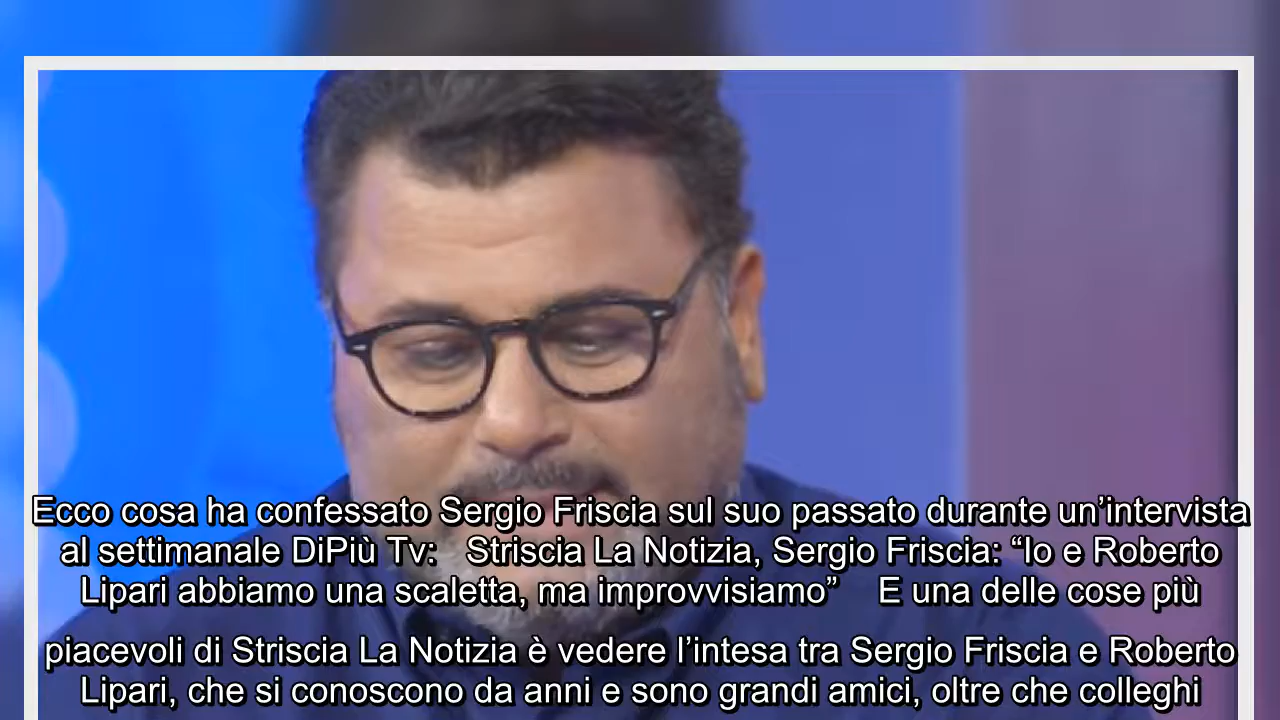 Ecco cosa ha confessato Sergio Friscia sul suo passato durante un’intervista
al settimanale DiPiù Tv: Striscia La Notizia, Sergio Friscia: “Io e Roberto
Lipari abbiamo una scaletta, ma improvvisiamo” E una delle cose più
piacevoli di Striscia La Notizia è vedere l’intesa tra Sergio Friscia e Roberto
Lipari, che si conoscono da anni e sono grandi amici, oltre che colleghi